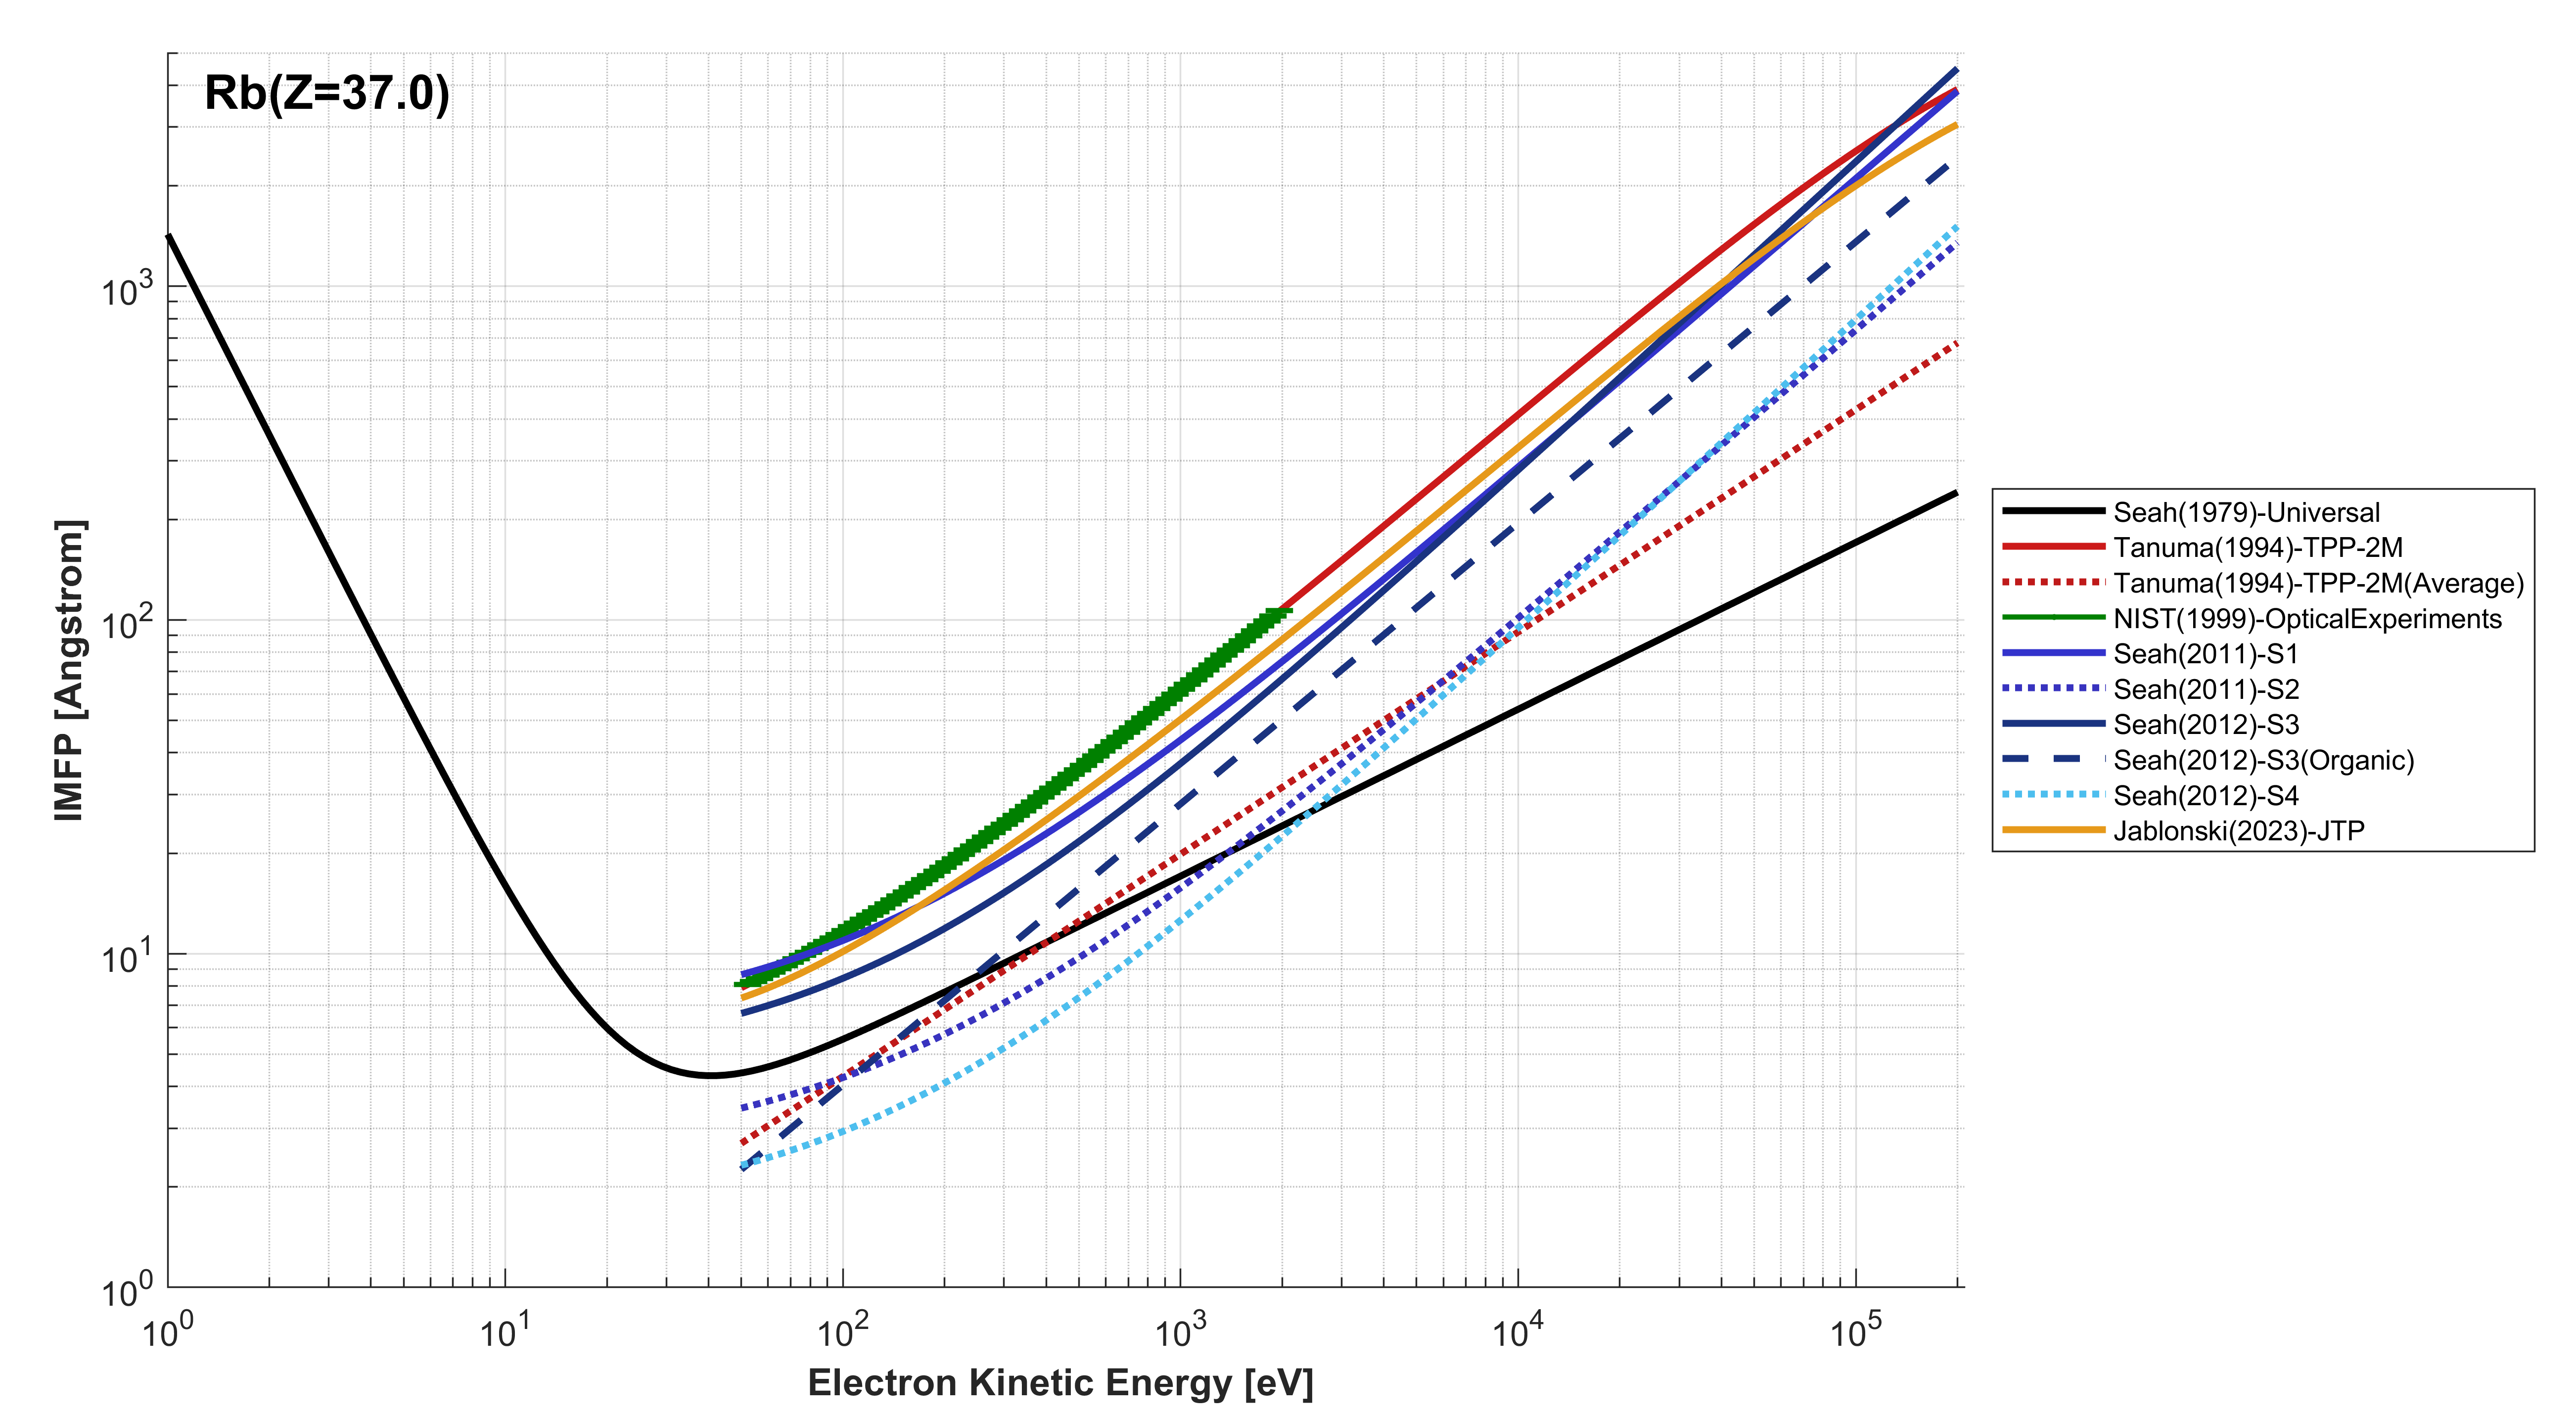 Rb(Z=37.0)
IMFP [Angstrom]
10^3
10^2
10^1
10^0
10^0 10^1 10^2 10^3 10^4 10^5
Electron Kinetic Energy [eV]
Seah(1979)-Universal
Tanuma(1994)-TPP-2M
Tanuma(1994)-TPP-2M(Average)
NIST(1999)-OpticalExperiments
Seah(2011)-S1
Seah(2011)-S2
Seah(2012)-S3
Seah(2012)-S3(Organic)
Seah(2012)-S4
Jablonski(2023)-JTP